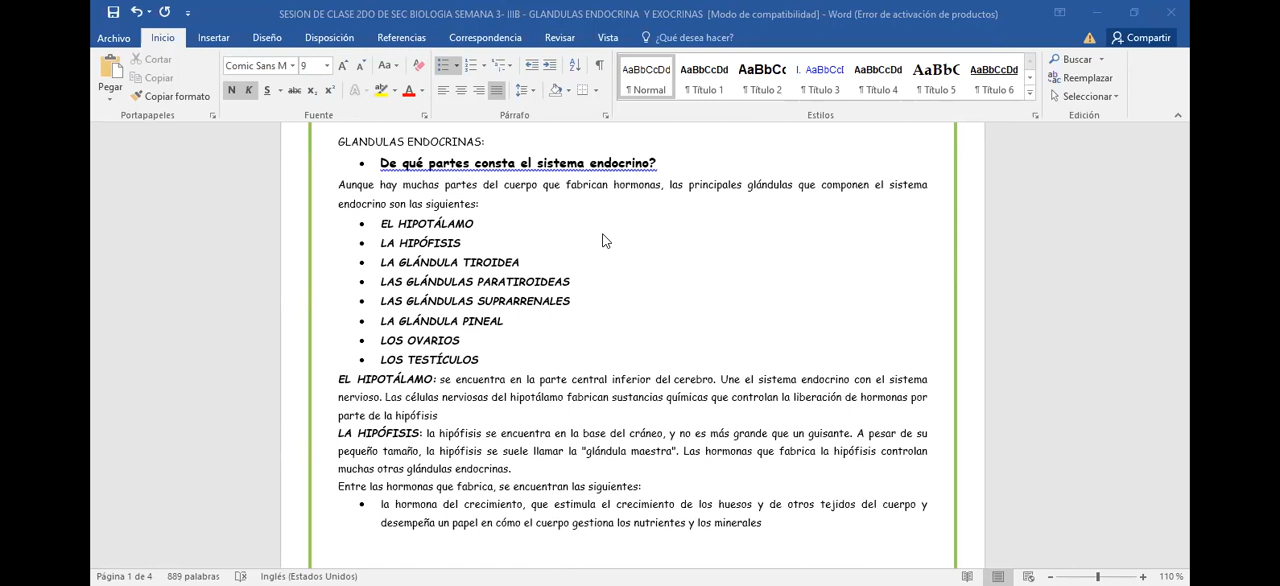 SESION DE CLASE 2DO DE SEC BIOLOGIA SEMANA 3- IIIB - GLANDULAS ENDOCRINA Y EXOCRINAS [Modo de compatibilidad] - Word (Error de activación de productos)
Archivo Inicio Insertar Diseño Disposición Referencias Correspondencia Revisar Vista ¿Qué desea hacer? Compartir
Cortar
Copiar
Copiar formato
Pegar
Comic Sans M 9
N K S abc x₂ x²
AaBbCcDd AaBbCcDd AaBbCc I. AaBbCc AaBbCcDd AaBbC AaBbCcDd
¶ Normal ¶ Título 1 ¶ Título 2 ¶ Título 3 ¶ Título 4 ¶ Título 5 ¶ Título 6
Buscar
Reemplazar
Seleccionar
Portapapeles Fuente Párrafo Estilos Edición
GLANDULAS ENDOCRINAS:
• De qué partes consta el sistema endocrino?
Aunque hay muchas partes del cuerpo que fabrican hormonas, las principales glándulas que componen el sistema
endocrino son las siguientes:
• EL HIPOTÁLAMO
• LA HIPÓFISIS
• LA GLÁNDULA TIROIDEA
• LAS GLÁNDULAS PARATIROIDEAS
• LAS GLÁNDULAS SUPRARRENALES
• LA GLÁNDULA PINEAL
• LOS OVARIOS
• LOS TESTÍCULOS
EL HIPOTÁLAMO: se encuentra en la parte central inferior del cerebro. Une el sistema endocrino con el sistema
nervioso. Las células nerviosas del hipotálamo fabrican sustancias químicas que controlan la liberación de hormonas por
parte de la hipófisis
LA HIPÓFISIS: la hipófisis se encuentra en la base del cráneo, y no es más grande que un guisante. A pesar de su
pequeño tamaño, la hipófisis se suele llamar la "glándula maestra". Las hormonas que fabrica la hipófisis controlan
muchas otras glándulas endocrinas.
Entre las hormonas que fabrica, se encuentran las siguientes:
• la hormona del crecimiento, que estimula el crecimiento de los huesos y de otros tejidos del cuerpo y
desempeña un papel en cómo el cuerpo gestiona los nutrientes y los minerales
Página 1 de 4 889 palabras Inglés (Estados Unidos) 110 %